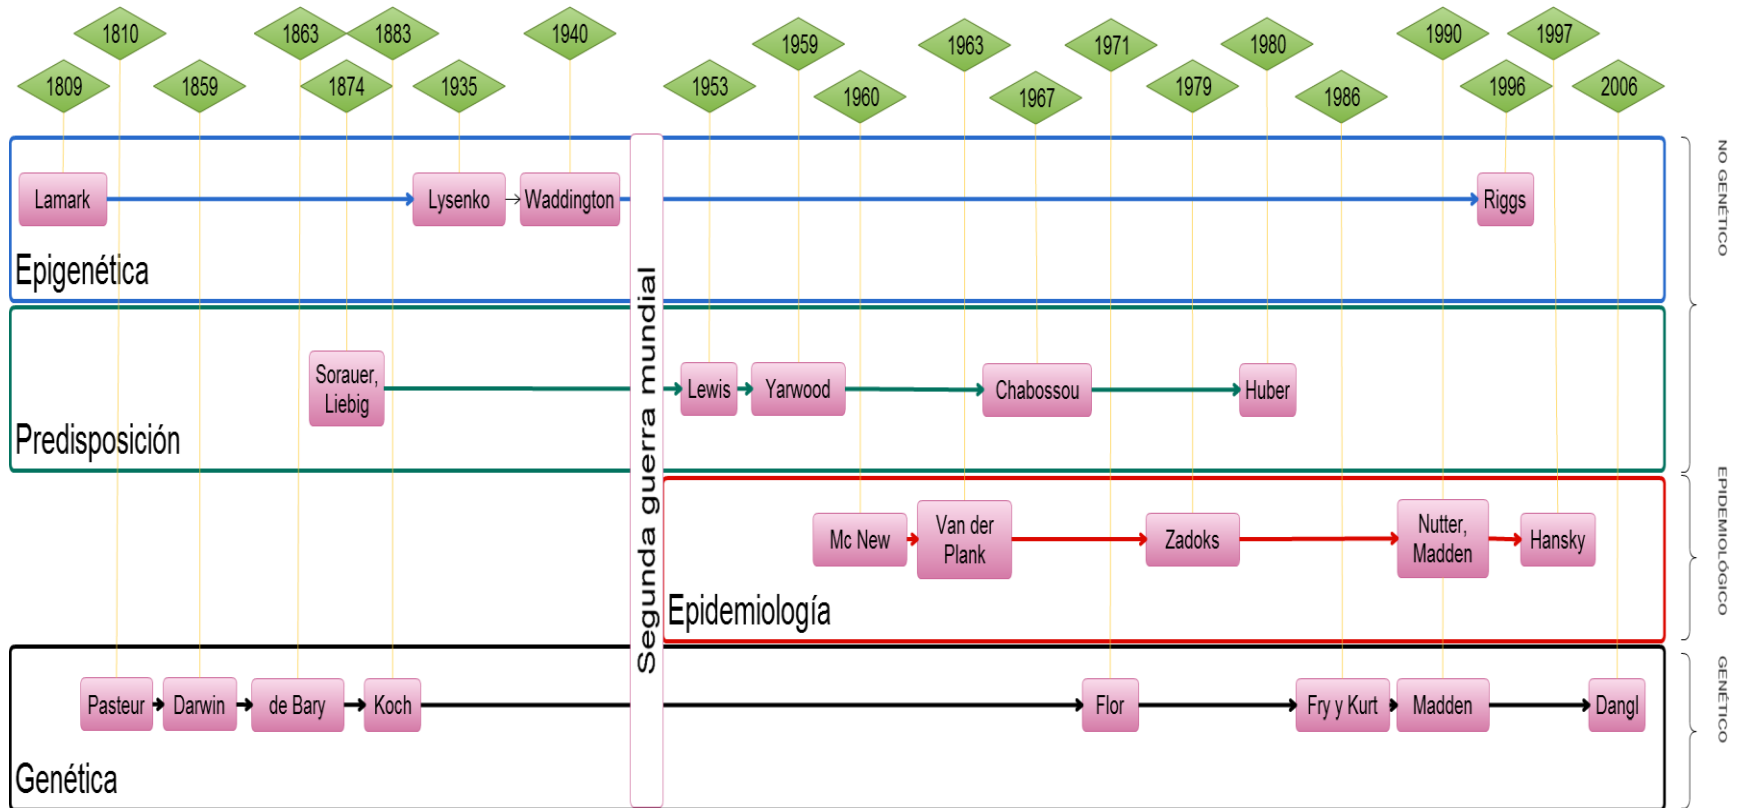 1810
1863
1883
1940
1959
1963
1971
1980
1990
1997
1809
1859
1874
1935
1953
1960
1967
1979
1986
1996
2006
Lamark
Lysenko
Waddington
Riggs
Epigenética
NO GENÉTICO
Segunda guerra mundial
Sorauer,
Liebig
Lewis
Yarwood
Chabossou
Huber
Predisposición
Mc New
Van der
Plank
Zadoks
Nutter,
Madden
Hansky
Epidemiología
EPIDEMIOLÓGICO
Pasteur
Darwin
de Bary
Koch
Flor
Fry y Kurt
Madden
Dangl
Genética
GENÉTICO